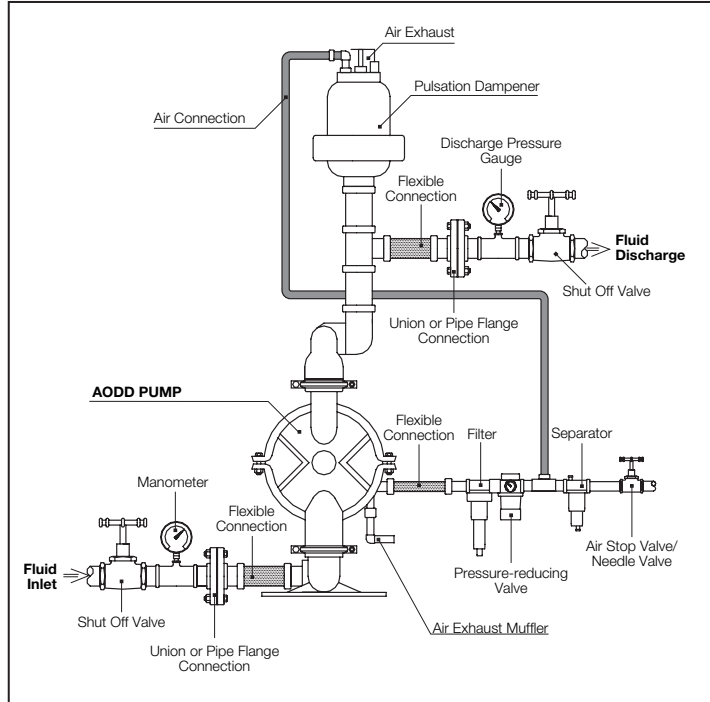 Air Exhaust
Pulsation Dampener
Air Connection
Discharge Pressure
Gauge
Flexible
Connection
Fluid
Discharge
Shut Off Valve
Union or Pipe Flange
Connection
AODD PUMP
Flexible
Connection
Filter
Separator
Manometer
Flexible
Connection
Air Stop Valve/
Needle Valve
Fluid
Inlet
Pressure-reducing
Valve
Shut Off Valve
Air Exhaust Muffler
Union or Pipe Flange
Connection